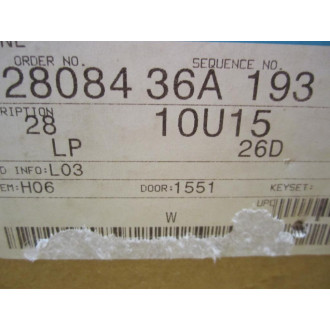 ORDER NO. SEQUENCE NO.
28084 36A 193
RIPTION
28 10U15
LP 26D
D INFO:L03
EM:H06 DOOR:1551 KEYSET:
UPC
W